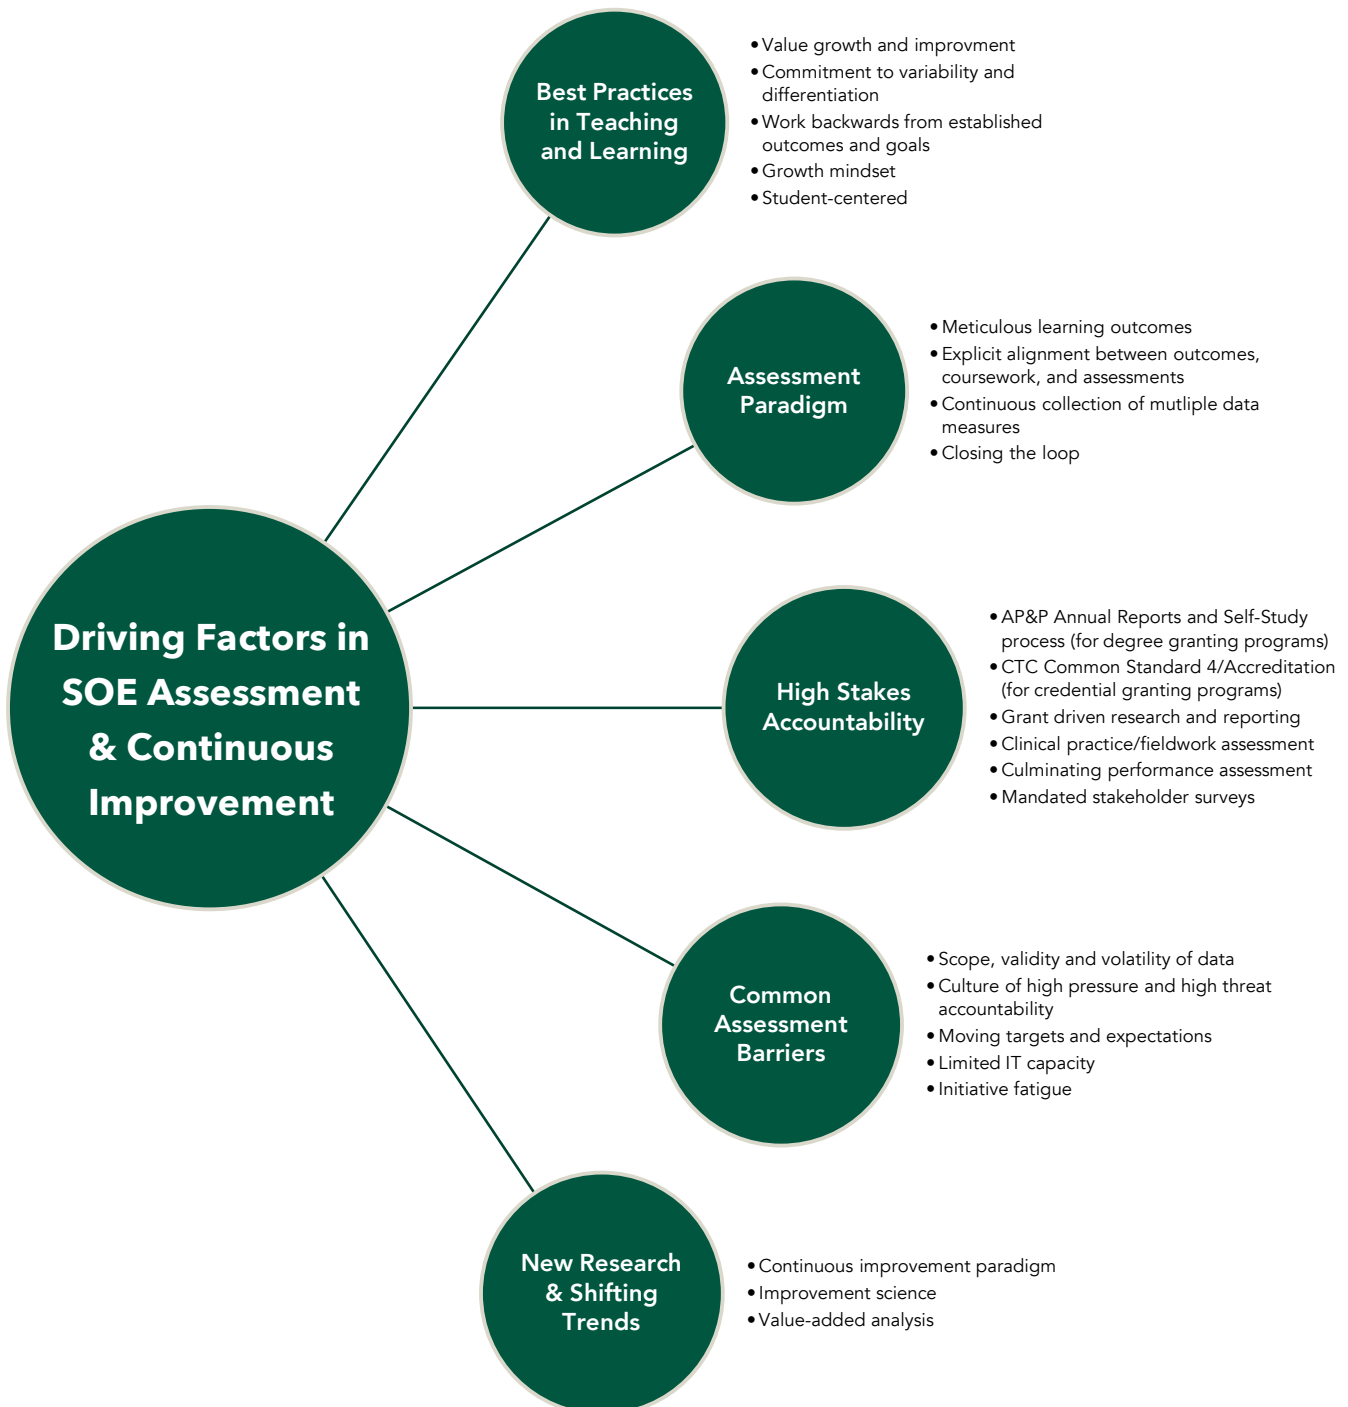 Driving Factors in
SOE Assessment
& Continuous
Improvement
Best Practices
in Teaching
and Learning
•Value growth and improvment
•Commitment to variability and
differentiation
•Work backwards from established
outcomes and goals
•Growth mindset
•Student-centered
Assessment
Paradigm
•Meticulous learning outcomes
•Explicit alignment between outcomes,
coursework, and assessments
•Continuous collection of mutliple data
measures
•Closing the loop
High Stakes
Accountability
•AP&P Annual Reports and Self-Study
process (for degree granting programs)
•CTC Common Standard 4/Accreditation
(for credential granting programs)
•Grant driven research and reporting
•Clinical practice/fieldwork assessment
•Culminating performance assessment
•Mandated stakeholder surveys
Common
Assessment
Barriers
•Scope, validity and volatility of data
•Culture of high pressure and high threat
accountability
•Moving targets and expectations
•Limited IT capacity
•Initiative fatigue
New Research
& Shifting
Trends
•Continuous improvement paradigm
•Improvement science
•Value-added analysis